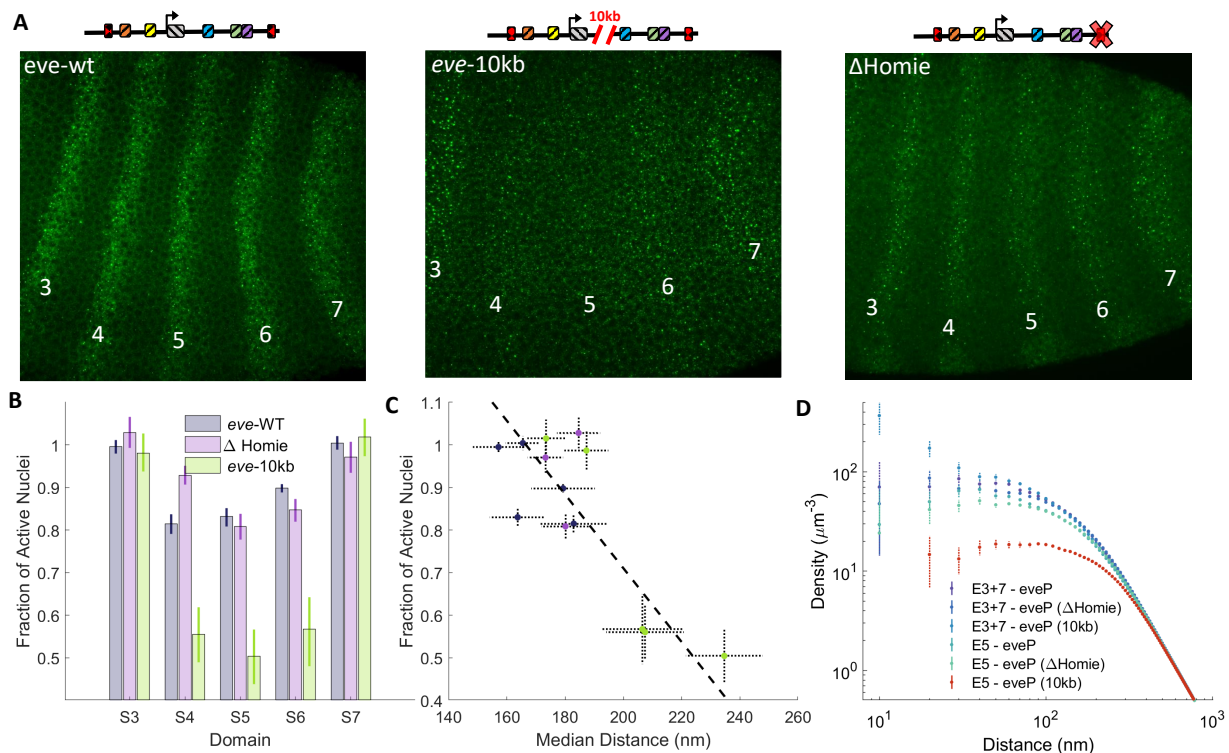 A
10kb
eve-wt
eve-10kb
ΔHomie
3
4
5
6
7
3
4
5
6
7
3
4
5
6
7
B
Fraction of Active Nuclei
1
0.9
0.8
0.7
0.6
0.5
eve-WT
Δ Homie
eve-10kb
S3 S4 S5 S6 S7
Domain
C
Fraction of Active Nuclei
1.1
1
0.9
0.8
0.7
0.6
0.5
0.4
140 160 180 200 220 240 260
Median Distance (nm)
D
Density (μm⁻³)
10²
10¹
10⁰
E3+7 - eveP
E3+7 - eveP (ΔHomie)
E3+7 - eveP (10kb)
E5 - eveP
E5 - eveP (ΔHomie)
E5 - eveP (10kb)
10¹ 10² 10³
Distance (nm)